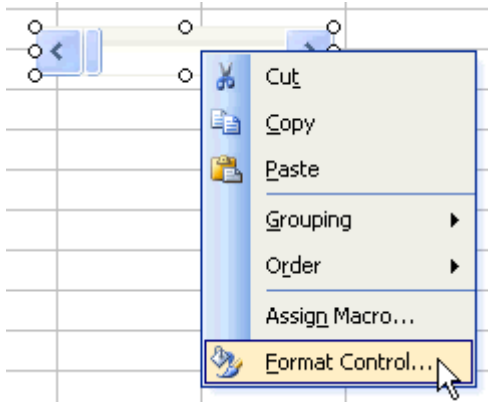 Cut
Copy
Paste
Grouping
Order
Assign Macro...
Format Control...